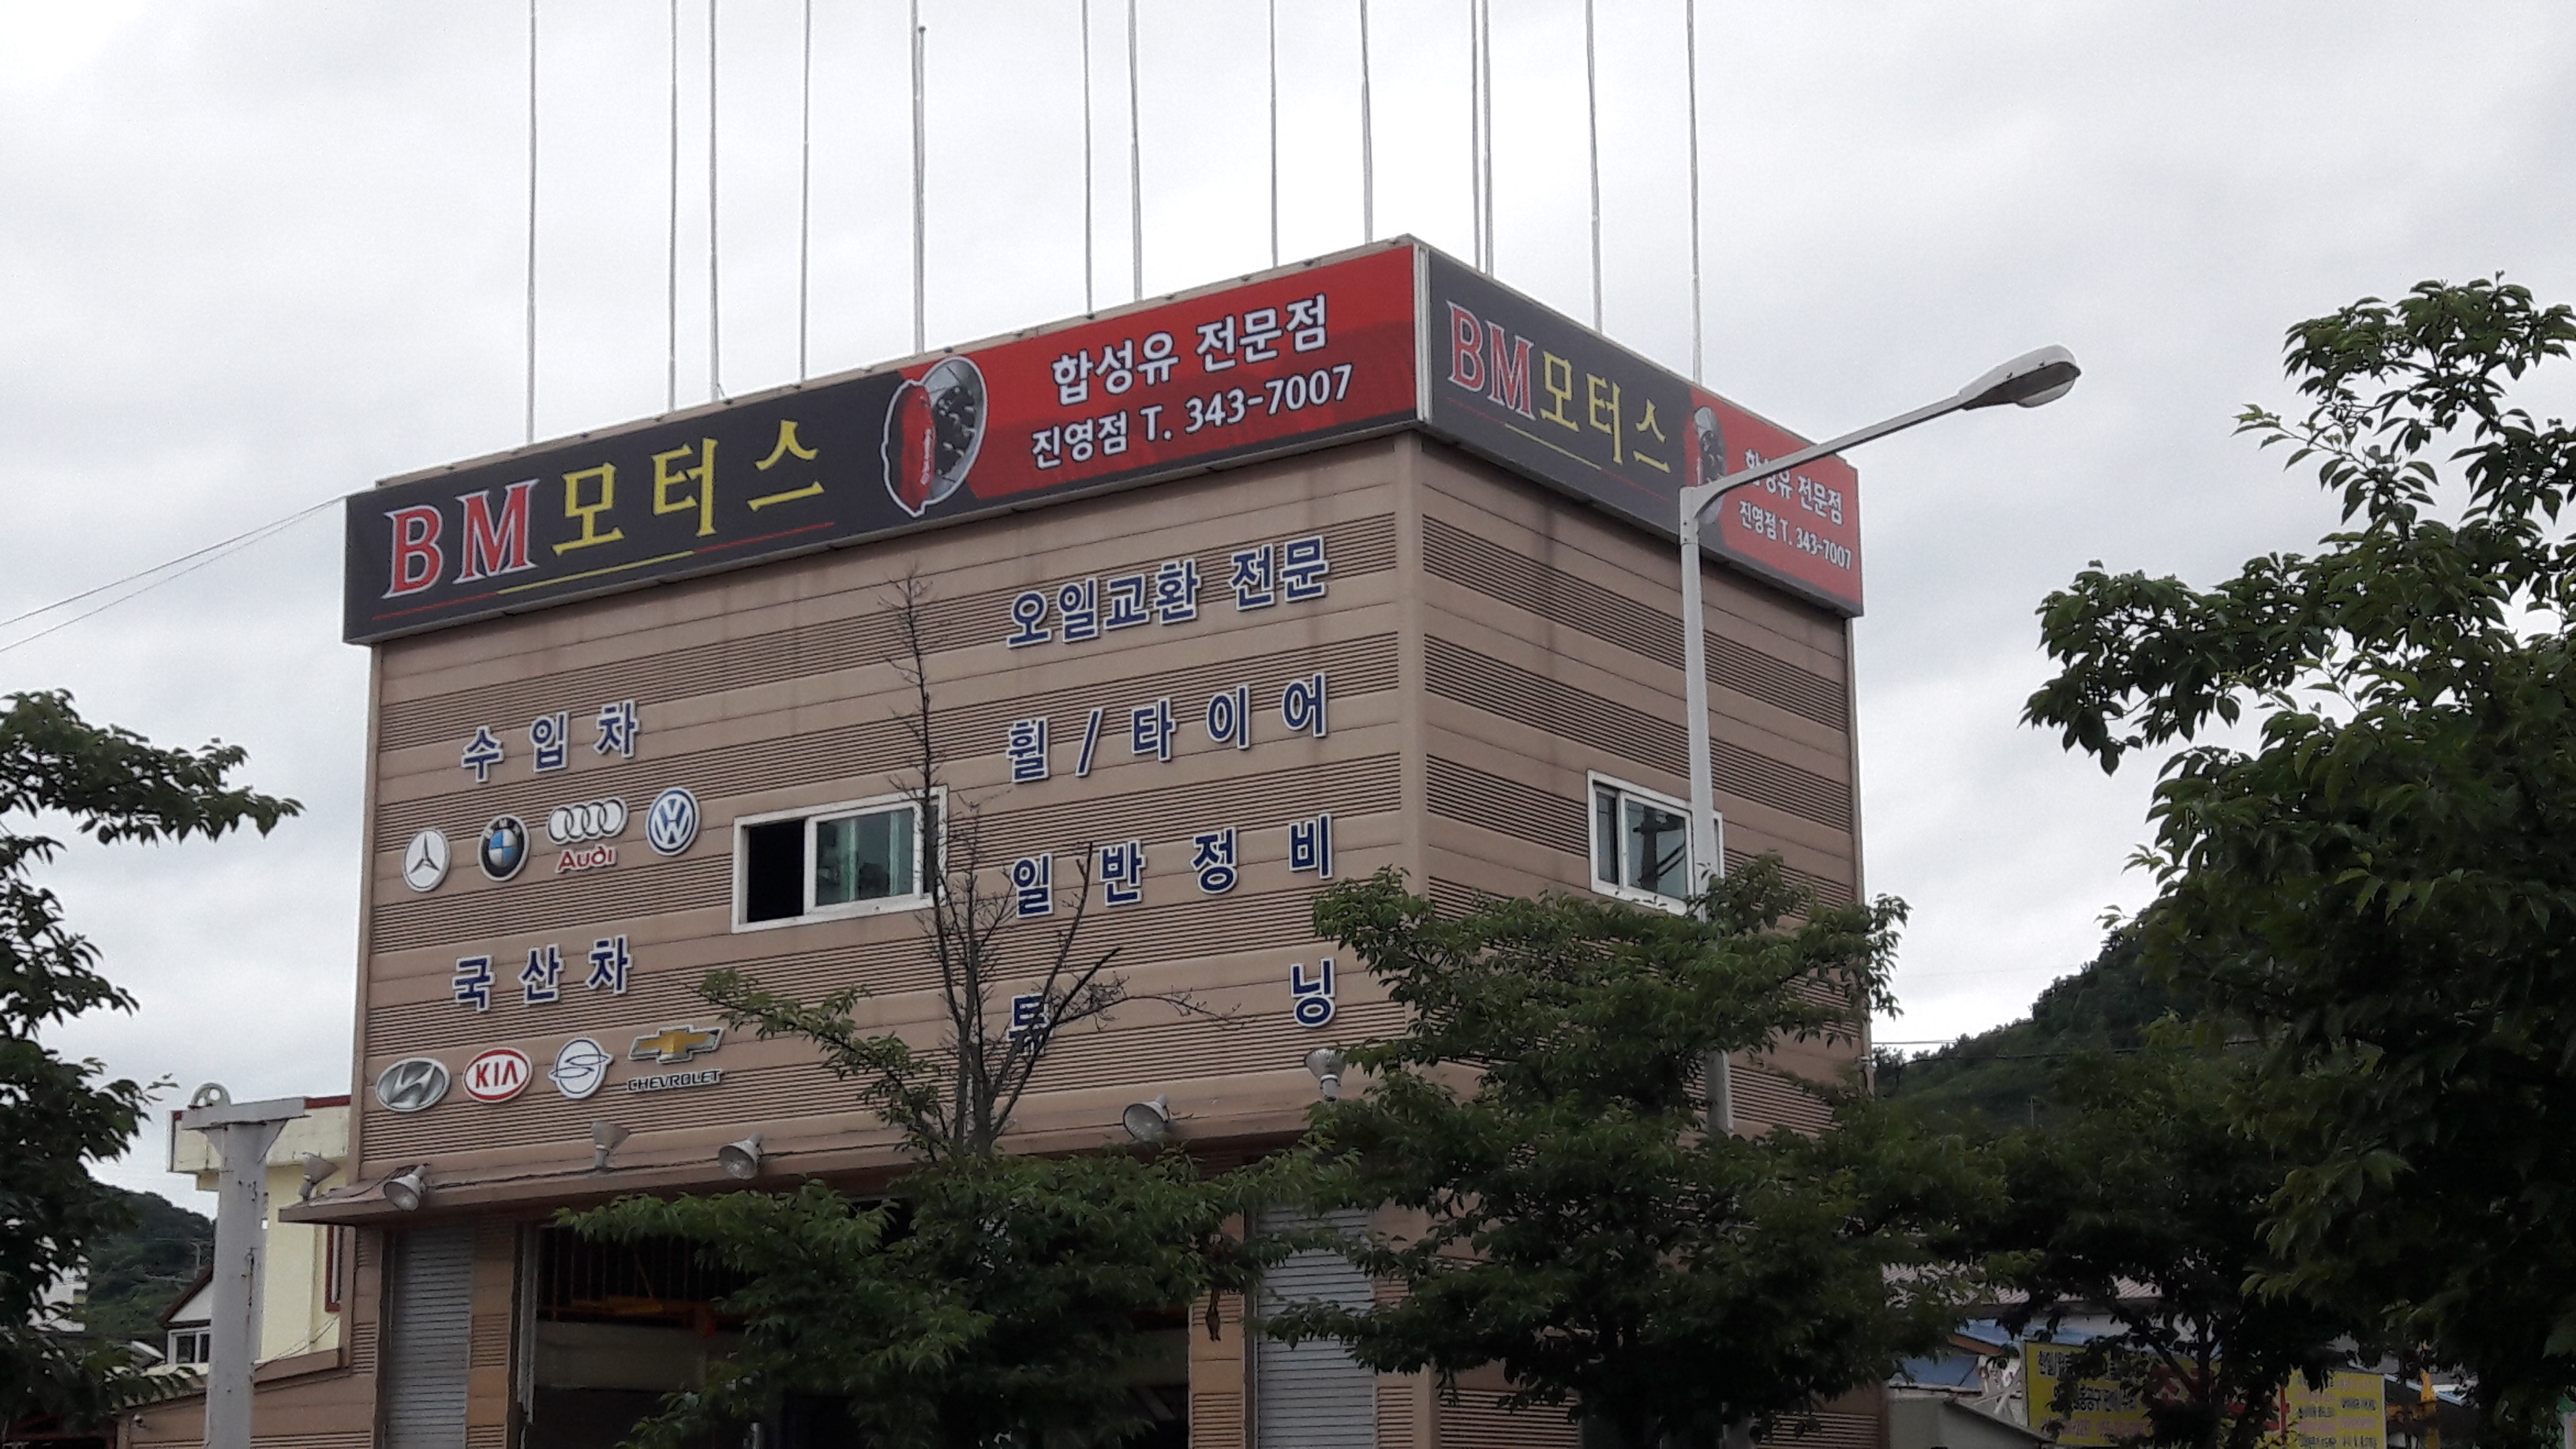 BM모터스
합성유 전문점
진영점 T. 343-7007
BM모터스
합성유 전문점
진영점 T. 343-7007
오일교환 전문
수입차
휠/타이어
Audi
일반정비
국산차
튜닝
KIA
CHEVROLET